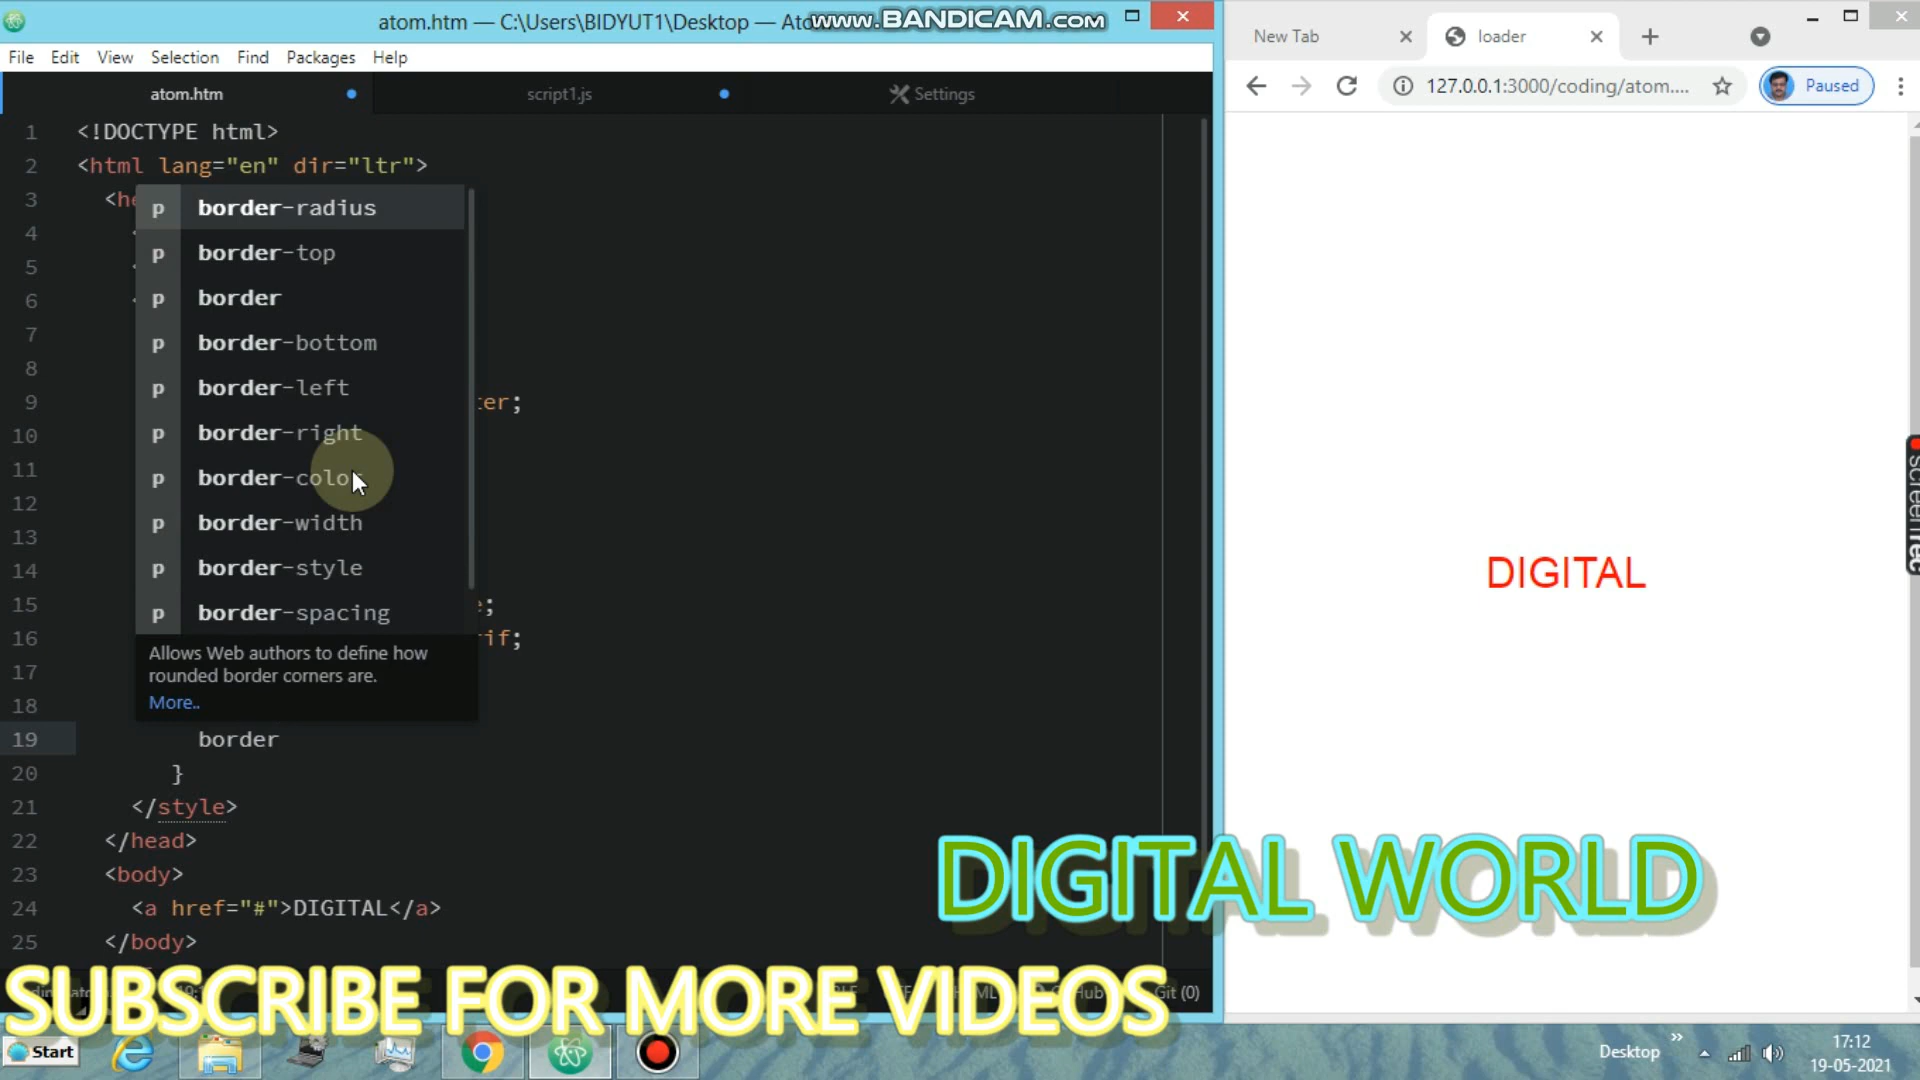 atom.htm — C:\Users\BIDYUT1\Desktop — Ato
www.BANDICAM.com
File Edit View Selection Find Packages Help
atom.htm script1.js Settings
1 <!DOCTYPE html>
2 <html lang="en" dir="ltr">
3 <he
4 <
5 <
6 <
7
8
9 ter;
10
11
12
13
14
15 e;
16 rif;
17
18
p border-radius
p border-top
p border
p border-bottom
p border-left
p border-right
p border-color
p border-width
p border-style
p border-spacing
Allows Web authors to define how
rounded border corners are.
More..
19 border
20 }
21 </style>
22 </head>
23 <body>
24 <a href="#">DIGITAL</a>
25 </body>
GitHub Git (0)
New Tab loader
127.0.0.1:3000/coding/atom.... Paused
DIGITAL
screenrec
DIGITAL WORLD
SUBSCRIBE FOR MORE VIDEOS
Start
Desktop
17:12
19-05-2021